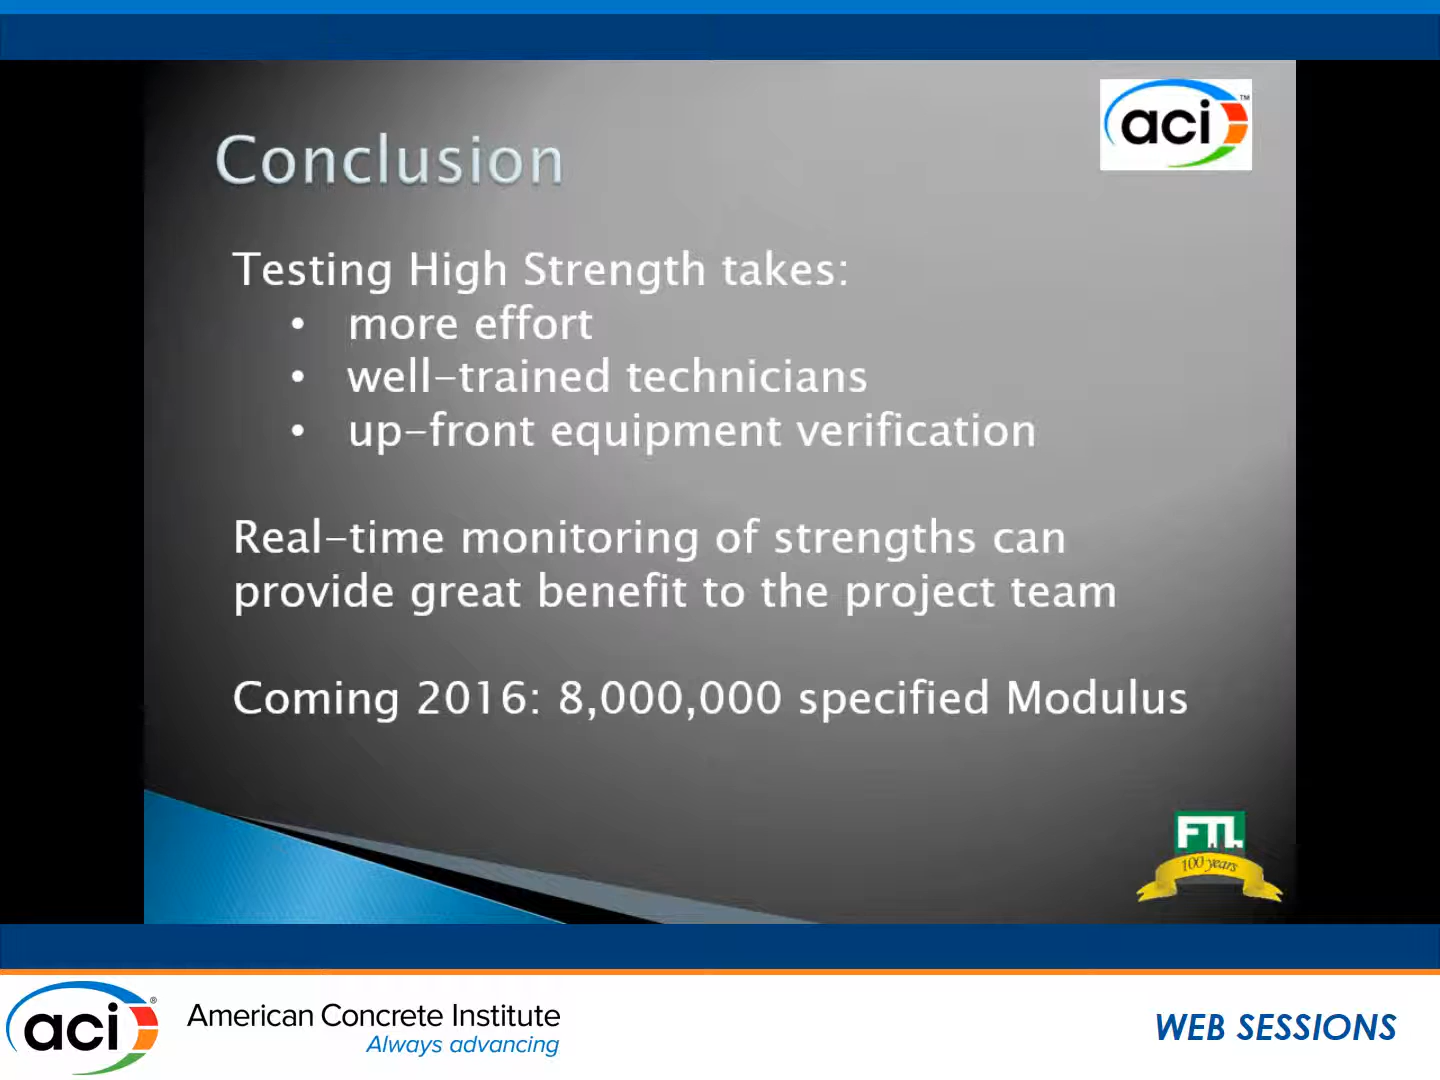 aci™
Conclusion
Testing High Strength takes:
• more effort
• well-trained technicians
• up-front equipment verification
Real-time monitoring of strengths can
provide great benefit to the project team
Coming 2016: 8,000,000 specified Modulus
FTL
100 years
aci®
American Concrete Institute
Always advancing
WEB SESSIONS